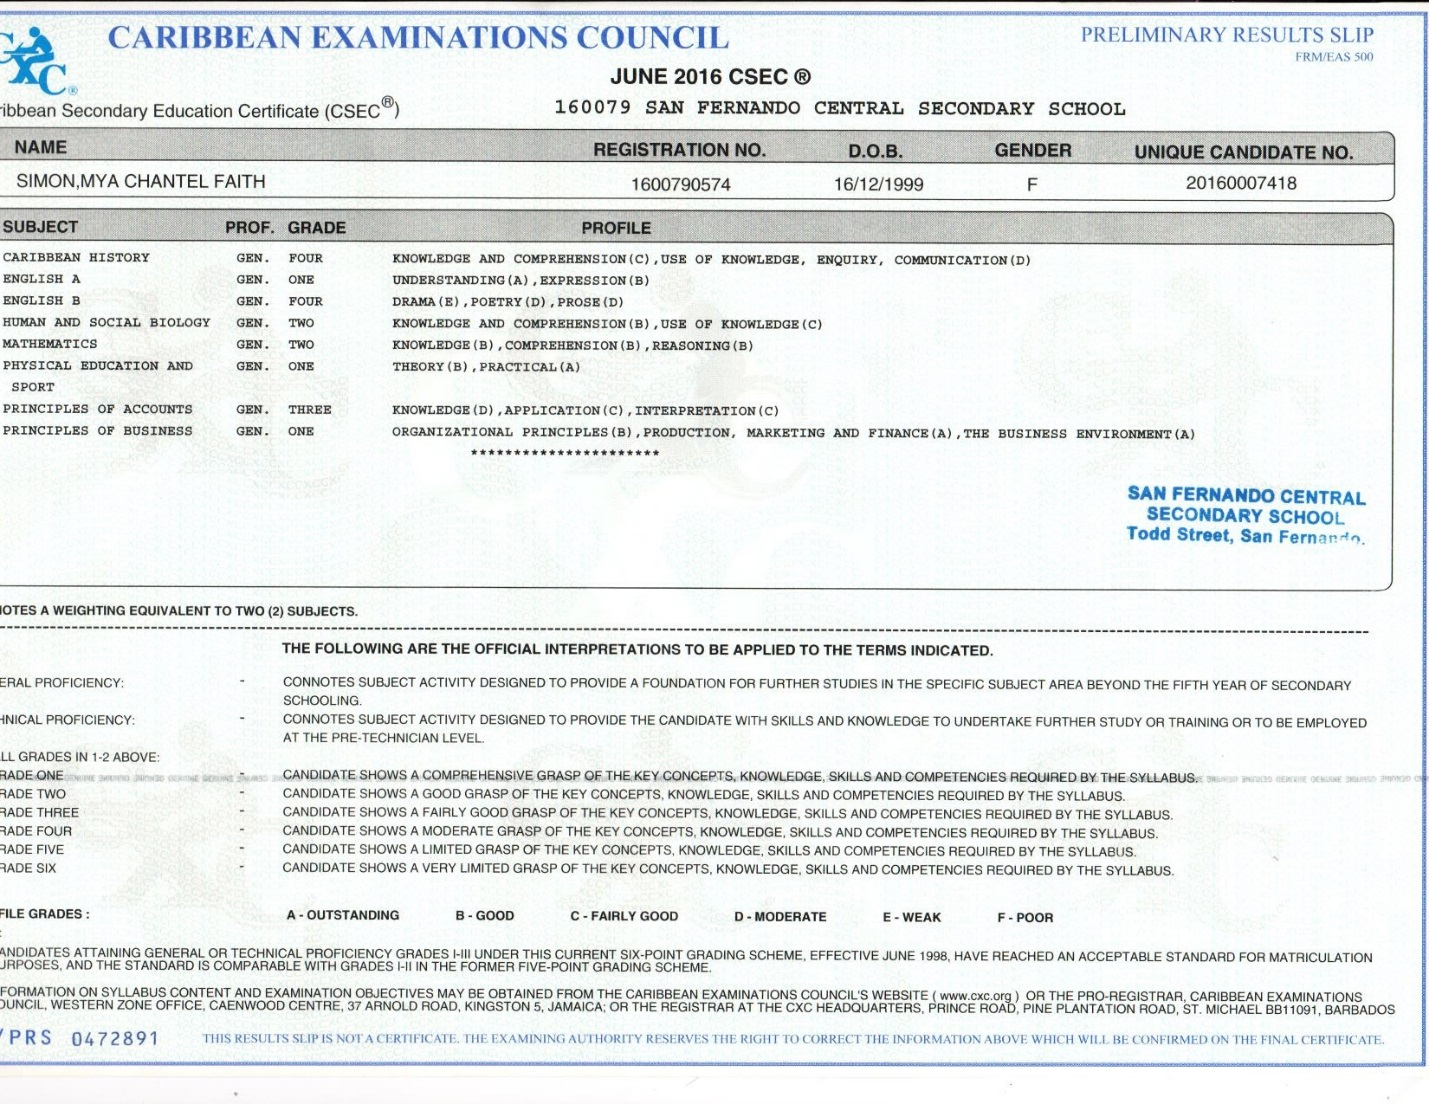 CXC®
CARIBBEAN EXAMINATIONS COUNCIL
PRELIMINARY RESULTS SLIP
FRM/EAS 500
JUNE 2016 CSEC ®
ribbean Secondary Education Certificate (CSEC®)
160079 SAN FERNANDO CENTRAL SECONDARY SCHOOL
NAME REGISTRATION NO. D.O.B. GENDER UNIQUE CANDIDATE NO.
SIMON,MYA CHANTEL FAITH 1600790574 16/12/1999 F 20160007418
SUBJECT PROF. GRADE PROFILE
CARIBBEAN HISTORY GEN. FOUR KNOWLEDGE AND COMPREHENSION(C),USE OF KNOWLEDGE, ENQUIRY, COMMUNICATION(D)
ENGLISH A GEN. ONE UNDERSTANDING(A),EXPRESSION(B)
ENGLISH B GEN. FOUR DRAMA(E),POETRY(D),PROSE(D)
HUMAN AND SOCIAL BIOLOGY GEN. TWO KNOWLEDGE AND COMPREHENSION(B),USE OF KNOWLEDGE(C)
MATHEMATICS GEN. TWO KNOWLEDGE(B),COMPREHENSION(B),REASONING(B)
PHYSICAL EDUCATION AND GEN. ONE THEORY(B),PRACTICAL(A)
SPORT
PRINCIPLES OF ACCOUNTS GEN. THREE KNOWLEDGE(D),APPLICATION(C),INTERPRETATION(C)
PRINCIPLES OF BUSINESS GEN. ONE ORGANIZATIONAL PRINCIPLES(B),PRODUCTION, MARKETING AND FINANCE(A),THE BUSINESS ENVIRONMENT(A)
**********************
SAN FERNANDO CENTRAL
SECONDARY SCHOOL
Todd Street, San Fernando.
NOTES A WEIGHTING EQUIVALENT TO TWO (2) SUBJECTS.
THE FOLLOWING ARE THE OFFICIAL INTERPRETATIONS TO BE APPLIED TO THE TERMS INDICATED.
ERAL PROFICIENCY: - CONNOTES SUBJECT ACTIVITY DESIGNED TO PROVIDE A FOUNDATION FOR FURTHER STUDIES IN THE SPECIFIC SUBJECT AREA BEYOND THE FIFTH YEAR OF SECONDARY
SCHOOLING.
HNICAL PROFICIENCY: - CONNOTES SUBJECT ACTIVITY DESIGNED TO PROVIDE THE CANDIDATE WITH SKILLS AND KNOWLEDGE TO UNDERTAKE FURTHER STUDY OR TRAINING OR TO BE EMPLOYED
AT THE PRE-TECHNICIAN LEVEL.
LL GRADES IN 1-2 ABOVE:
RADE ONE - CANDIDATE SHOWS A COMPREHENSIVE GRASP OF THE KEY CONCEPTS, KNOWLEDGE, SKILLS AND COMPETENCIES REQUIRED BY THE SYLLABUS.
RADE TWO - CANDIDATE SHOWS A GOOD GRASP OF THE KEY CONCEPTS, KNOWLEDGE, SKILLS AND COMPETENCIES REQUIRED BY THE SYLLABUS.
RADE THREE - CANDIDATE SHOWS A FAIRLY GOOD GRASP OF THE KEY CONCEPTS, KNOWLEDGE, SKILLS AND COMPETENCIES REQUIRED BY THE SYLLABUS.
RADE FOUR - CANDIDATE SHOWS A MODERATE GRASP OF THE KEY CONCEPTS, KNOWLEDGE, SKILLS AND COMPETENCIES REQUIRED BY THE SYLLABUS.
RADE FIVE - CANDIDATE SHOWS A LIMITED GRASP OF THE KEY CONCEPTS, KNOWLEDGE, SKILLS AND COMPETENCIES REQUIRED BY THE SYLLABUS.
RADE SIX - CANDIDATE SHOWS A VERY LIMITED GRASP OF THE KEY CONCEPTS, KNOWLEDGE, SKILLS AND COMPETENCIES REQUIRED BY THE SYLLABUS.
FILE GRADES : A - OUTSTANDING B - GOOD C - FAIRLY GOOD D - MODERATE E - WEAK F - POOR
:
ANDIDATES ATTAINING GENERAL OR TECHNICAL PROFICIENCY GRADES I-III UNDER THIS CURRENT SIX-POINT GRADING SCHEME, EFFECTIVE JUNE 1998, HAVE REACHED AN ACCEPTABLE STANDARD FOR MATRICULATION
URPOSES, AND THE STANDARD IS COMPARABLE WITH GRADES I-II IN THE FORMER FIVE-POINT GRADING SCHEME.
FORMATION ON SYLLABUS CONTENT AND EXAMINATION OBJECTIVES MAY BE OBTAINED FROM THE CARIBBEAN EXAMINATIONS COUNCIL'S WEBSITE ( www.cxc.org ) OR THE PRO-REGISTRAR, CARIBBEAN EXAMINATIONS
OUNCIL, WESTERN ZONE OFFICE, CAENWOOD CENTRE, 37 ARNOLD ROAD, KINGSTON 5, JAMAICA; OR THE REGISTRAR AT THE CXC HEADQUARTERS, PRINCE ROAD, PINE PLANTATION ROAD, ST. MICHAEL BB11091, BARBADOS
/PRS 0472891
THIS RESULTS SLIP IS NOT A CERTIFICATE. THE EXAMINING AUTHORITY RESERVES THE RIGHT TO CORRECT THE INFORMATION ABOVE WHICH WILL BE CONFIRMED ON THE FINAL CERTIFICATE.